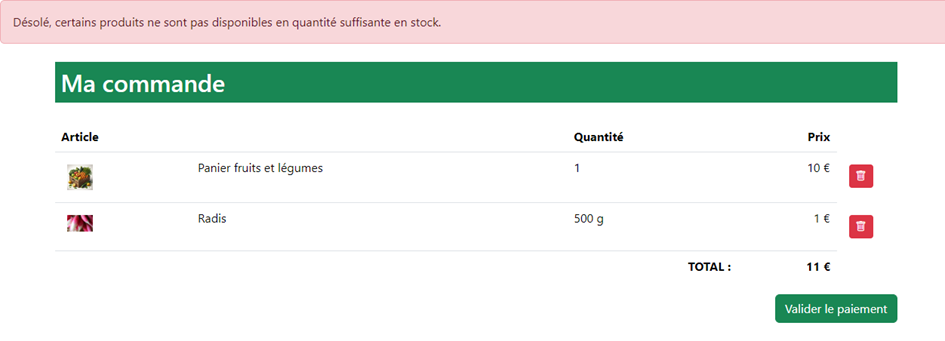 Désolé, certains produits ne sont pas disponibles en quantité suffisante en stock.
Ma commande
Article Quantité Prix
Panier fruits et légumes 1 10 €
Radis 500 g 1 €
TOTAL : 11 €
Valider le paiement